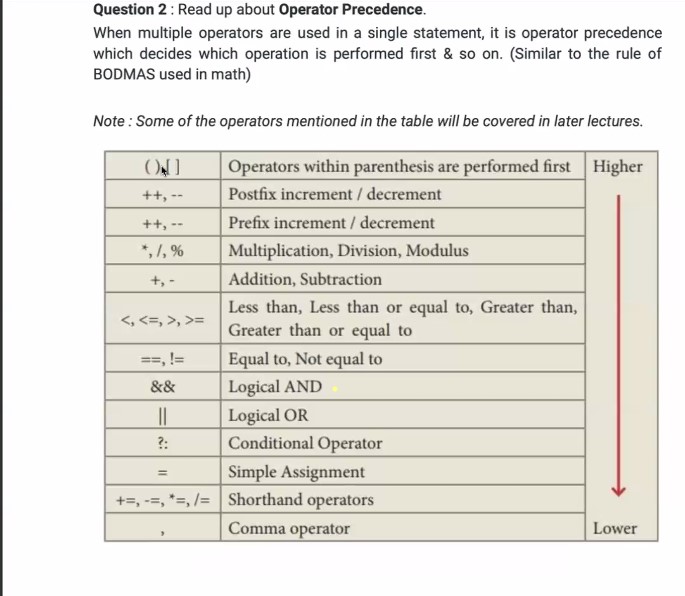 Question 2 : Read up about Operator Precedence.
When multiple operators are used in a single statement, it is operator precedence
which decides which operation is performed first & so on. (Similar to the rule of
BODMAS used in math)
Note : Some of the operators mentioned in the table will be covered in later lectures.
( ), [ ] Operators within parenthesis are performed first Higher
++, -- Postfix increment / decrement
++, -- Prefix increment / decrement
*, /, % Multiplication, Division, Modulus
+, - Addition, Subtraction
<, <=, >, >= Less than, Less than or equal to, Greater than,
Greater than or equal to
==, != Equal to, Not equal to
&& Logical AND
|| Logical OR
?: Conditional Operator
= Simple Assignment
+=, -=, *=, /= Shorthand operators
, Comma operator Lower